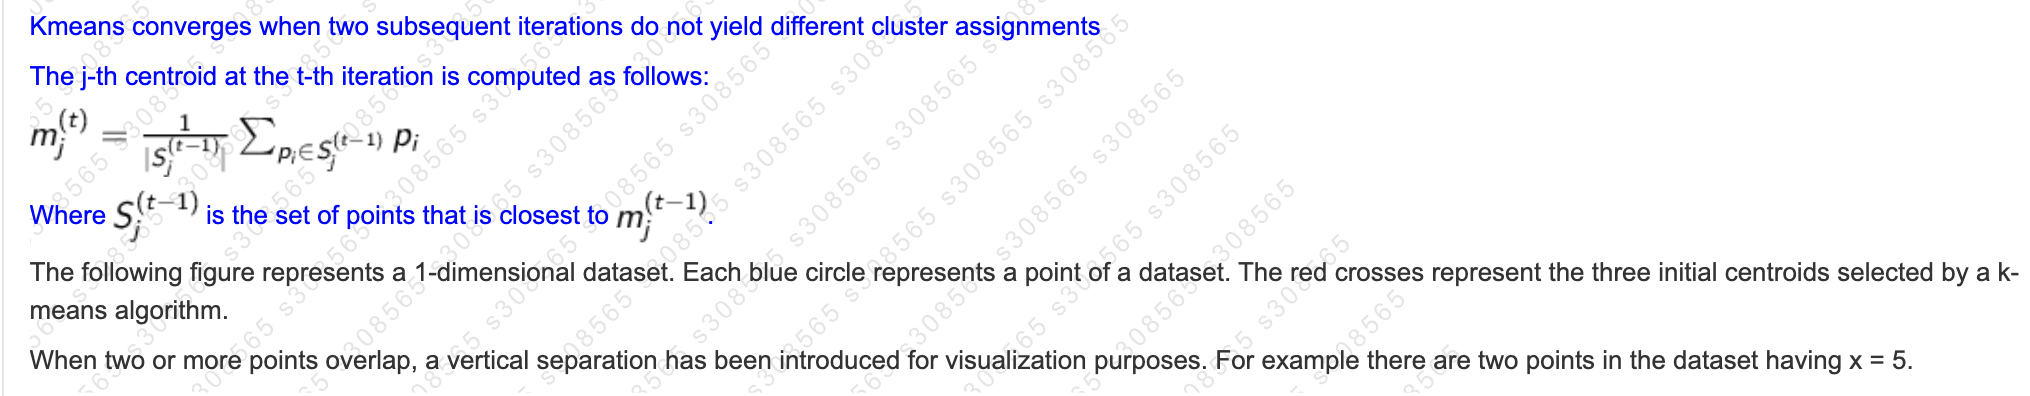 Kmeans converges when two subsequent iterations do not yield different cluster assignments
The j-th centroid at the t-th iteration is computed as follows:
m_j^{(t)} = \frac{1}{|S_j^{(t-1)}|} \sum_{p_i \in S_j^{(t-1)}} p_i
Where S_j^{(t-1)} is the set of points that is closest to m_j^{(t-1)}.
The following figure represents a 1-dimensional dataset. Each blue circle represents a point of a dataset. The red crosses represent the three initial centroids selected by a k-
means algorithm.
When two or more points overlap, a vertical separation has been introduced for visualization purposes. For example there are two points in the dataset having x = 5.
s308565